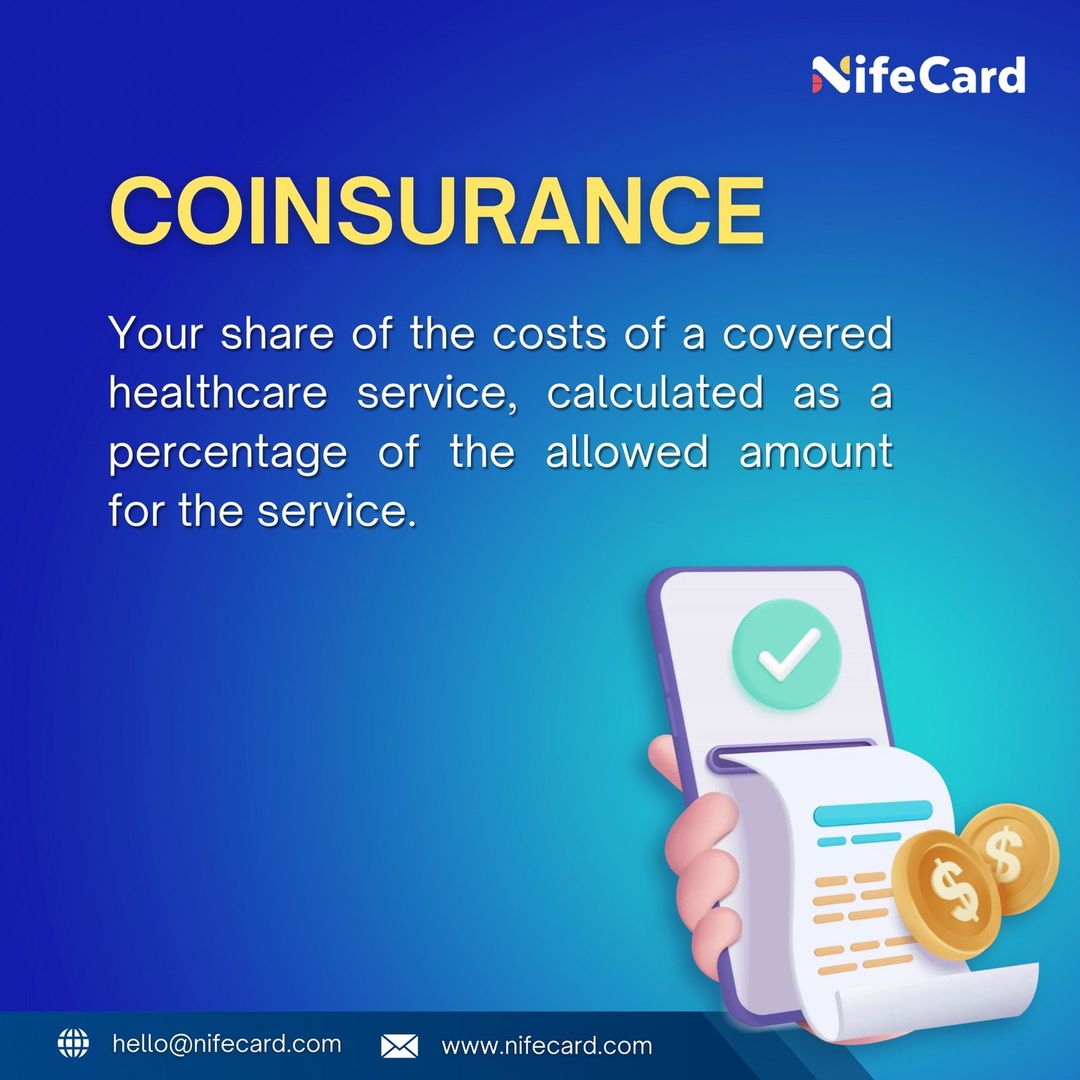 NifeCard
COINSURANCE
Your share of the costs of a covered
healthcare service, calculated as a
percentage of the allowed amount
for the service.
$ $
hello@nifecard.com www.nifecard.com